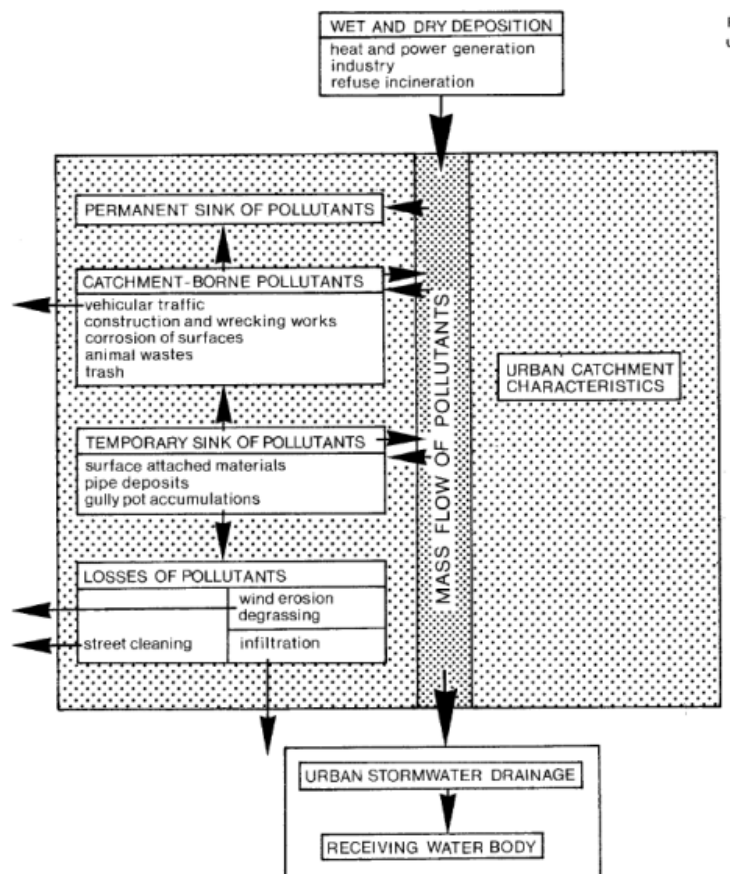 WET AND DRY DEPOSITION
heat and power generation
industry
refuse incineration
PERMANENT SINK OF POLLUTANTS
CATCHMENT-BORNE POLLUTANTS
vehicular traffic
construction and wrecking works
corrosion of surfaces
animal wastes
trash
TEMPORARY SINK OF POLLUTANTS
surface attached materials
pipe deposits
gully pot accumulations
LOSSES OF POLLUTANTS
wind erosion
degrassing
street cleaning
infiltration
MASS FLOW OF POLLUTANTS
URBAN CATCHMENT
CHARACTERISTICS
URBAN STORMWATER DRAINAGE
RECEIVING WATER BODY